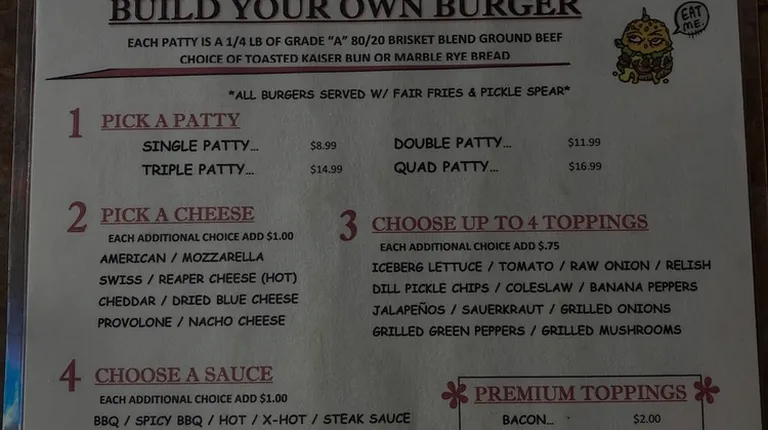 BUILD YOUR OWN BURGER
EAT
ME.
EACH PATTY IS A 1/4 LB OF GRADE "A" 80/20 BRISKET BLEND GROUND BEEF
CHOICE OF TOASTED KAISER BUN OR MARBLE RYE BREAD
*ALL BURGERS SERVED W/ FAIR FRIES & PICKLE SPEAR*
1 PICK A PATTY
SINGLE PATTY... $8.99 DOUBLE PATTY... $11.99
TRIPLE PATTY... $14.99 QUAD PATTY... $16.99
2 PICK A CHEESE
EACH ADDITIONAL CHOICE ADD $1.00
AMERICAN / MOZZARELLA
SWISS / REAPER CHEESE (HOT)
CHEDDAR / DRIED BLUE CHEESE
PROVOLONE / NACHO CHEESE
3 CHOOSE UP TO 4 TOPPINGS
EACH ADDITIONAL CHOICE ADD $.75
ICEBERG LETTUCE / TOMATO / RAW ONION / RELISH
DILL PICKLE CHIPS / COLESLAW / BANANA PEPPERS
JALAPEÑOS / SAUERKRAUT / GRILLED ONIONS
GRILLED GREEN PEPPERS / GRILLED MUSHROOMS
4 CHOOSE A SAUCE
EACH ADDITIONAL CHOICE ADD $1.00
BBQ / SPICY BBQ / HOT / X-HOT / STEAK SAUCE
PREMIUM TOPPINGS
BACON... $2.00